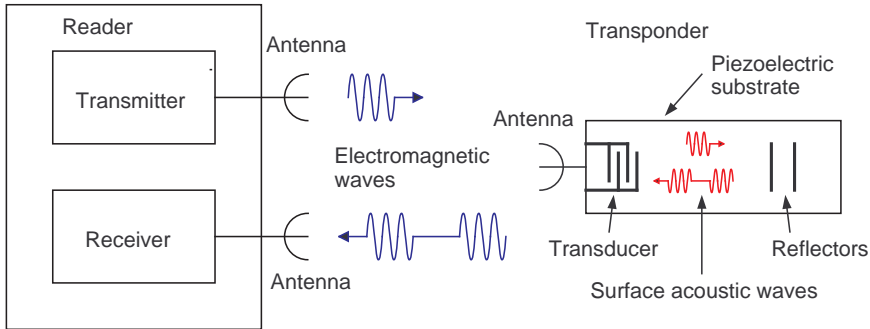 Reader
Antenna
Transmitter
Transponder
Piezoelectric
substrate
Antenna
Electromagnetic
waves
Receiver
Antenna
Transducer
Reflectors
Surface acoustic waves